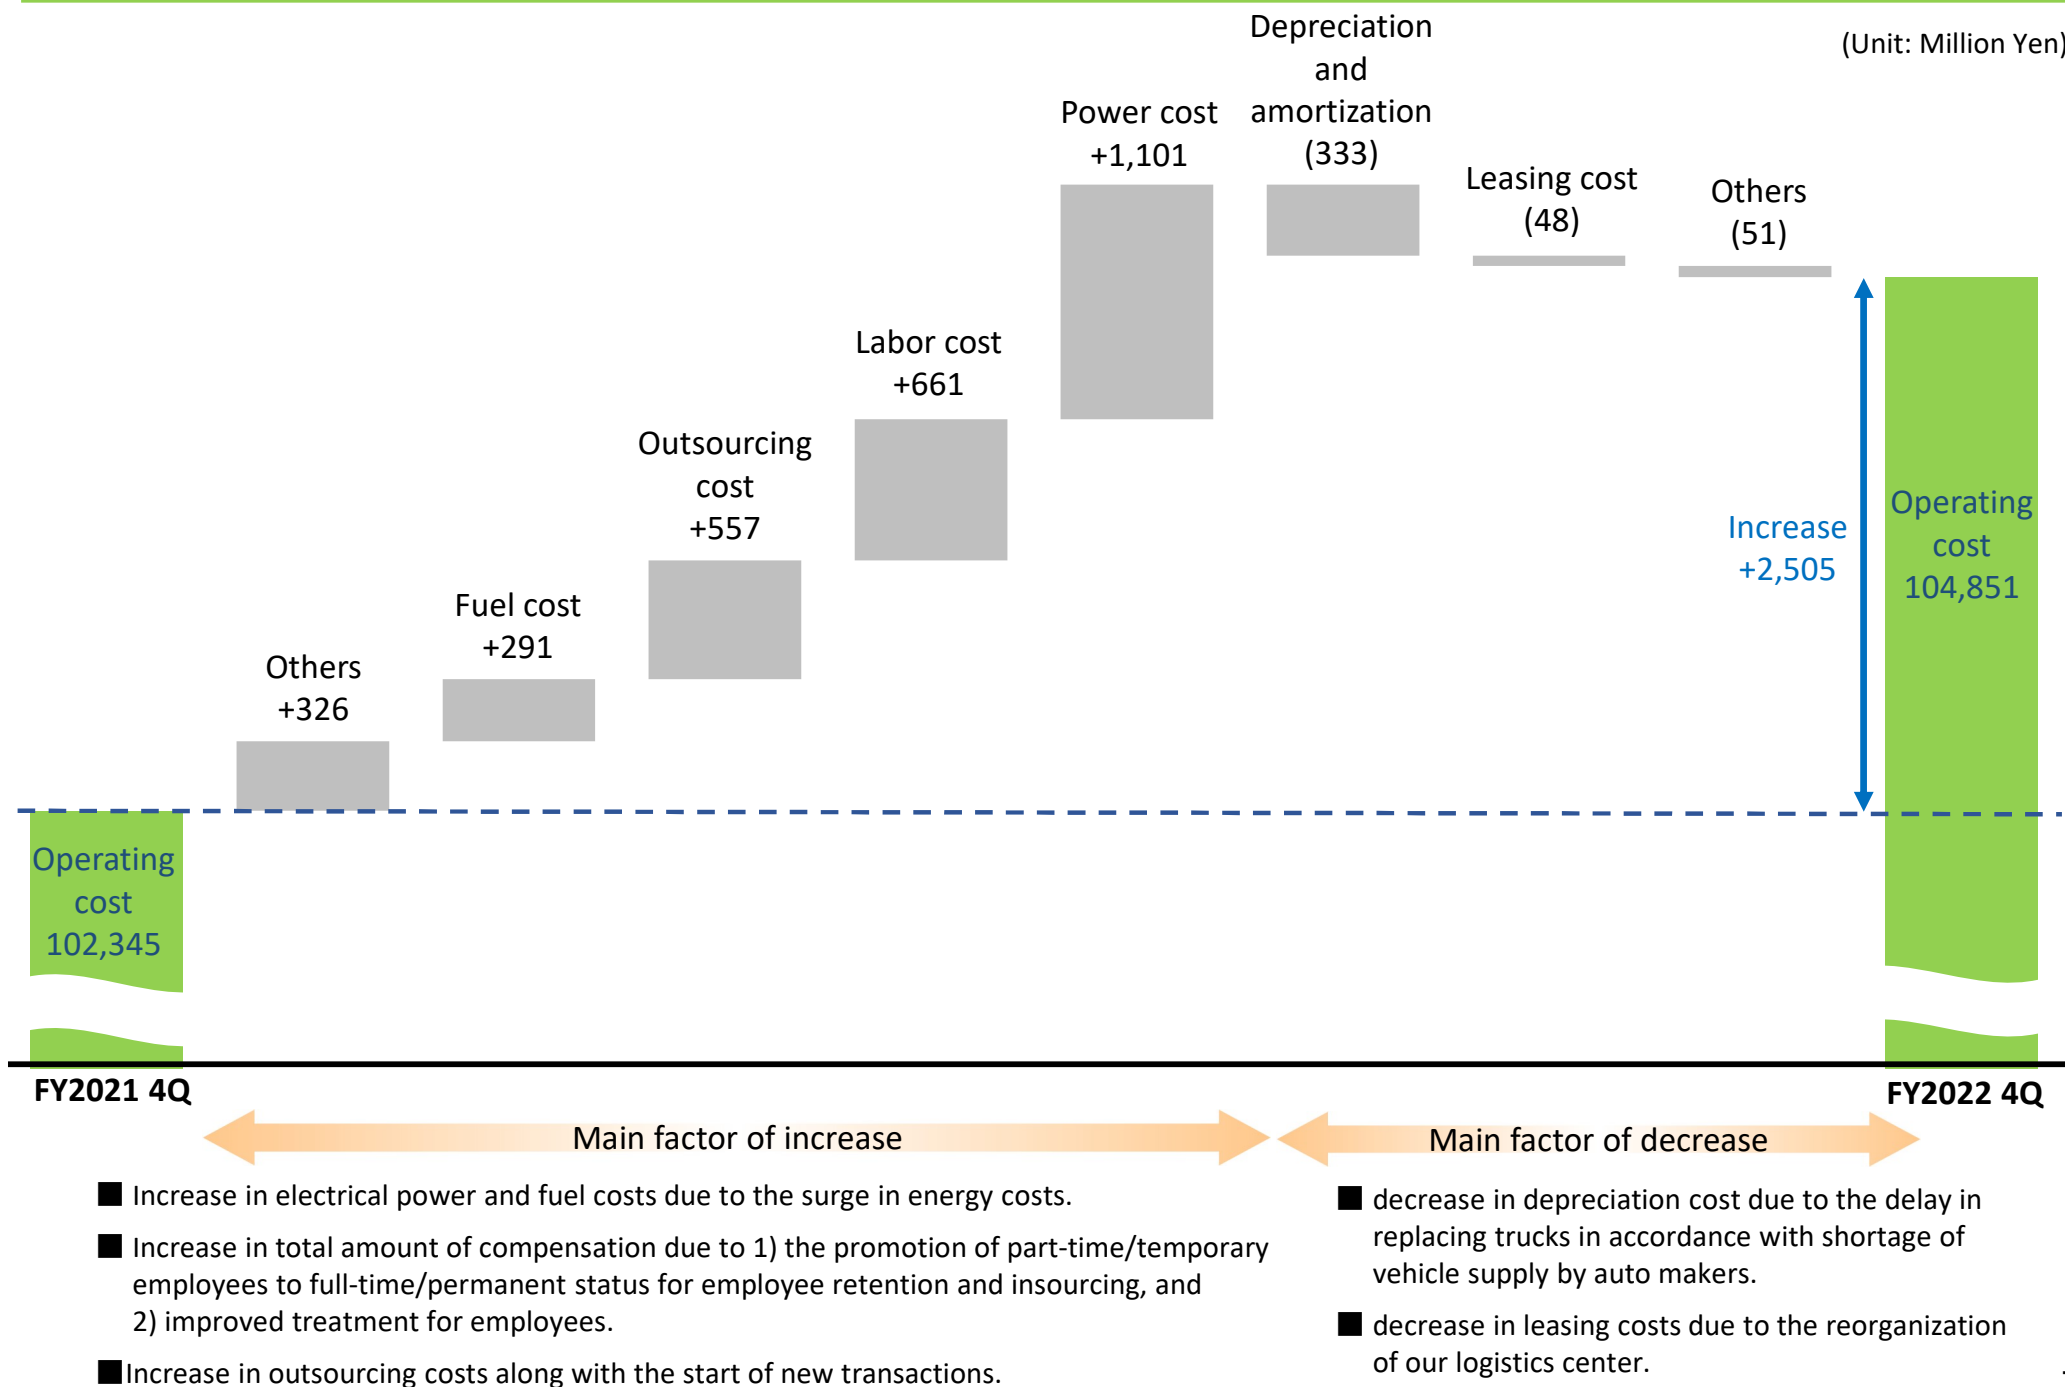 (Unit: Million Yen)
Operating
cost
102,345
Others
+326
Fuel cost
+291
Outsourcing
cost
+557
Labor cost
+661
Power cost
+1,101
Depreciation
and
amortization
(333)
Leasing cost
(48)
Others
(51)
Increase
+2,505
Operating
cost
104,851
FY2021 4Q
FY2022 4Q
Main factor of increase
■ Increase in electrical power and fuel costs due to the surge in energy costs.
■ Increase in total amount of compensation due to 1) the promotion of part-time/temporary
employees to full-time/permanent status for employee retention and insourcing, and
2) improved treatment for employees.
■Increase in outsourcing costs along with the start of new transactions.
Main factor of decrease
■ decrease in depreciation cost due to the delay in
replacing trucks in accordance with shortage of
vehicle supply by auto makers.
■ decrease in leasing costs due to the reorganization
of our logistics center.